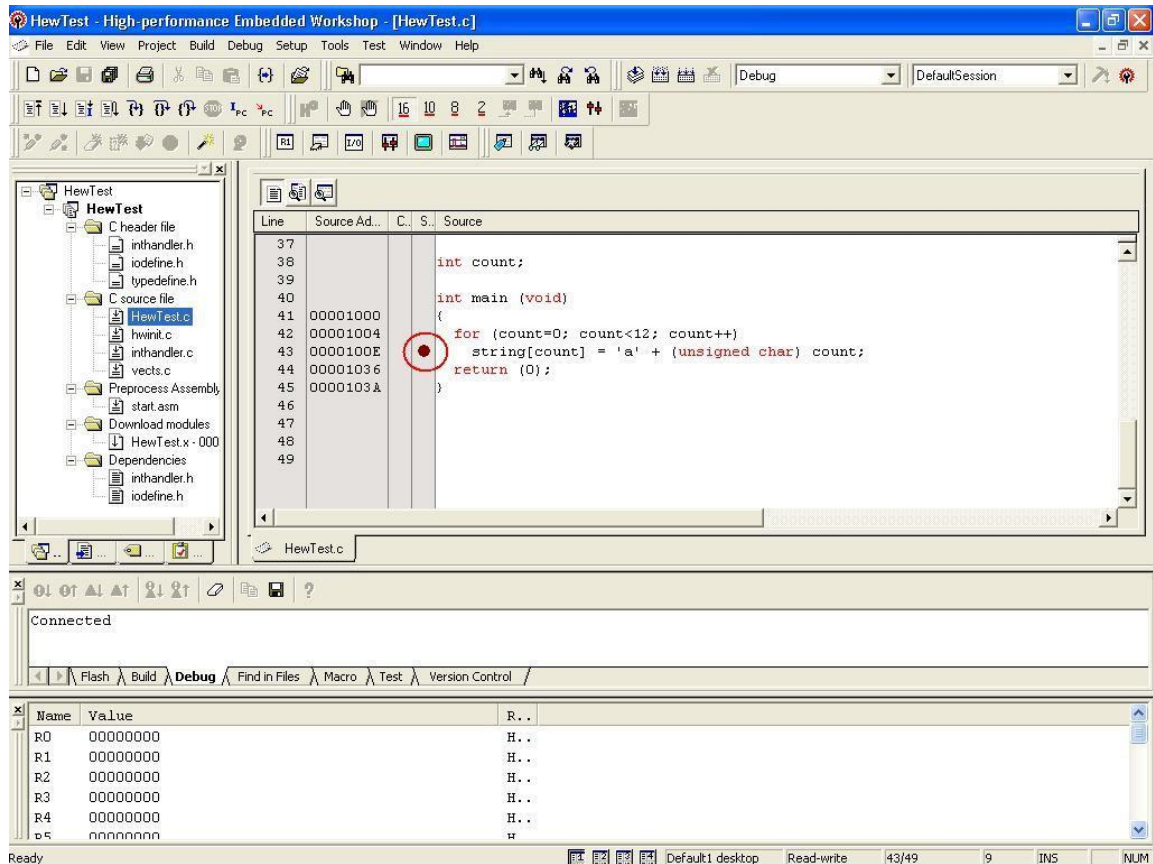 HewTest - High-performance Embedded Workshop - [HewTest.c]
File Edit View Project Build Debug Setup Tools Test Window Help
Debug DefaultSession
16 10 8 2
R1 I/O
HewTest
HewTest
C header file
inthandler.h
iodefine.h
typedefine.h
C source file
HewTest.c
hwinit.c
inthandler.c
vects.c
Preprocess Assembly
start.asm
Download modules
HewTest.x - 000
Dependencies
inthandler.h
iodefine.h
Line Source Ad... C.. S.. Source
37
38 int count;
39
40 int main (void)
41 00001000 {
42 00001004 for (count=0; count<12; count++)
43 0000100E string[count] = 'a' + (unsigned char) count;
44 00001036 return (0);
45 0000103A }
46
47
48
49
HewTest.c
Connected
Flash Build Debug Find in Files Macro Test Version Control
Name Value R..
R0 00000000 H..
R1 00000000 H..
R2 00000000 H..
R3 00000000 H..
R4 00000000 H..
R5 00000000 H
Ready Default1 desktop Read-write 43/49 9 INS NUM